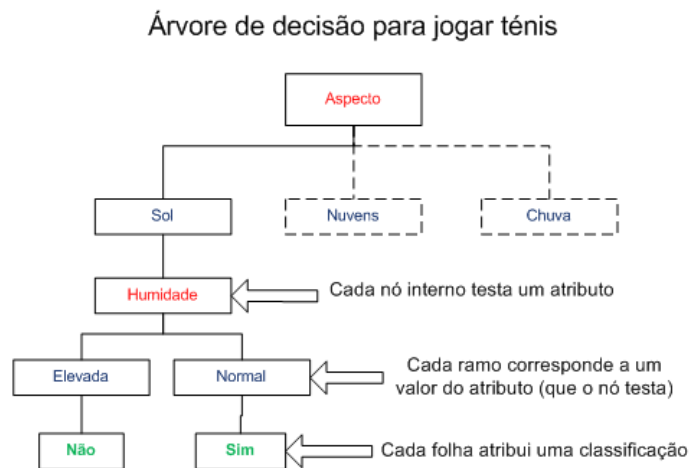 Árvore de decisão para jogar ténis
Aspecto
Sol
Nuvens
Chuva
Humidade
Cada nó interno testa um atributo
Elevada
Normal
Cada ramo corresponde a um
valor do atributo (que o nó testa)
Não
Sim
Cada folha atribui uma classificação